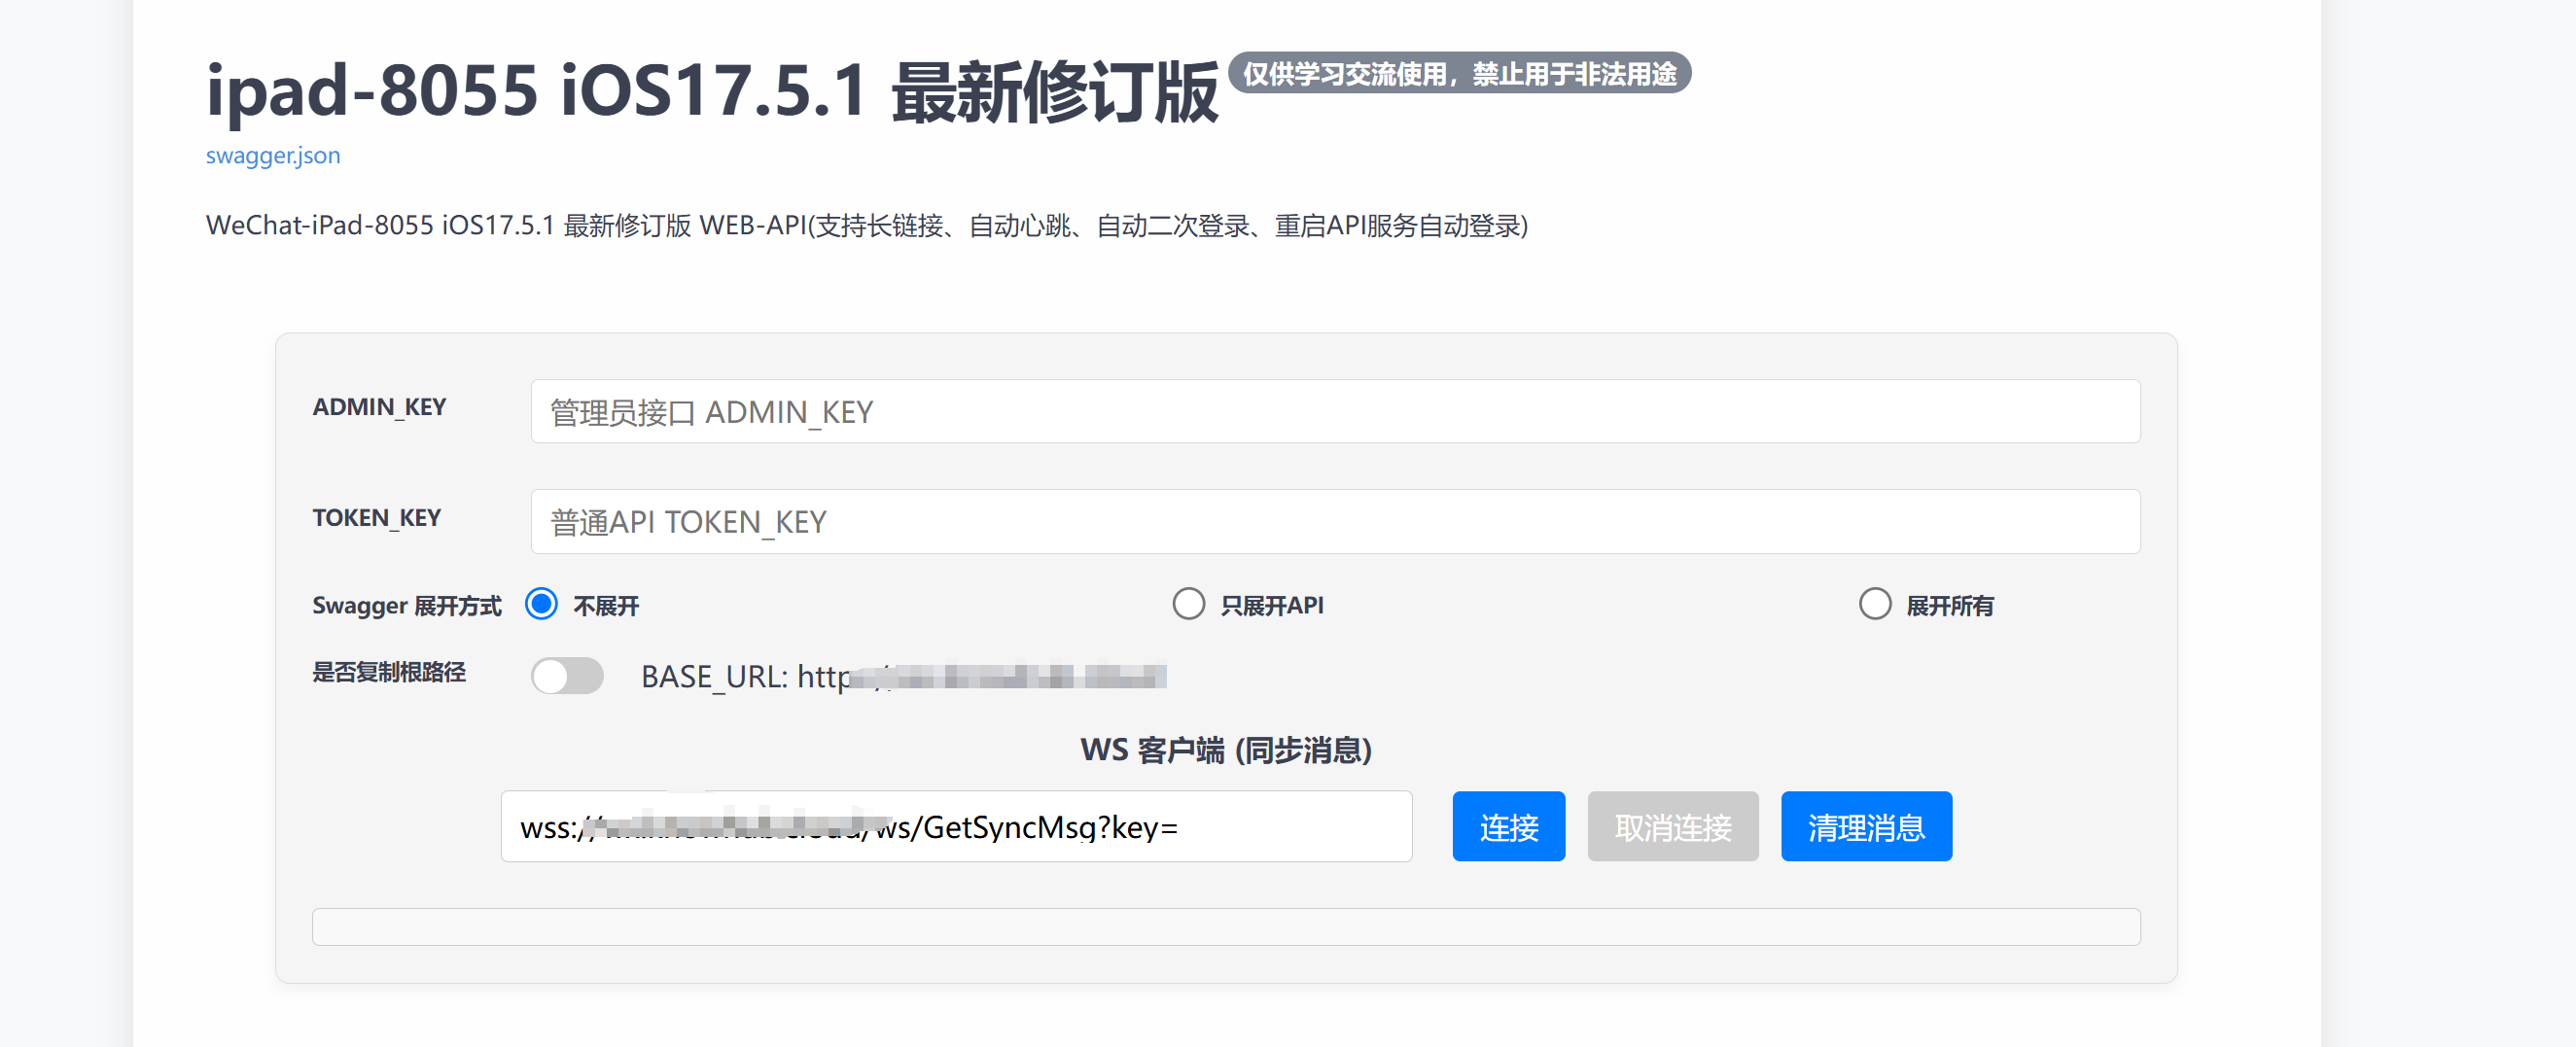 ipad-8055 iOS17.5.1 最新修订版 仅供学习交流使用，禁止用于非法用途
swagger.json
WeChat-iPad-8055 iOS17.5.1 最新修订版 WEB-API(支持长链接、自动心跳、自动二次登录、重启API服务自动登录)
ADMIN_KEY 管理员接口 ADMIN_KEY
TOKEN_KEY 普通API TOKEN_KEY
Swagger 展开方式 不展开 只展开API 展开所有
是否复制根路径 BASE_URL: http
WS 客户端 (同步消息)
wss:// /ws/GetSyncMsg?key= 连接 取消连接 清理消息